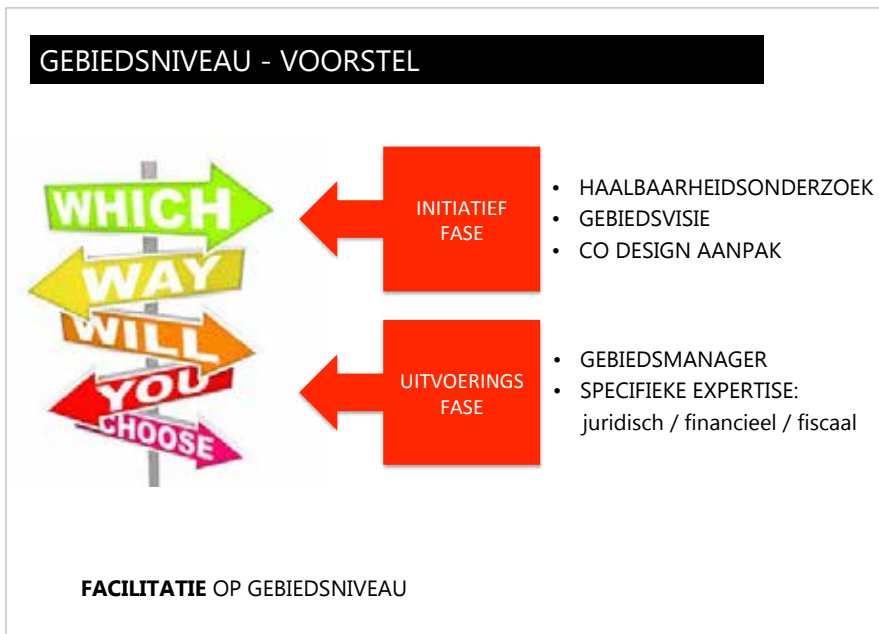 GEBIEDSNIVEAU - VOORSTEL
WHICH
WAY
WILL
YOU
CHOOSE
INITIATIEF
FASE
• HAALBAARHEIDSONDERZOEK
• GEBIEDSVISIE
• CO DESIGN AANPAK
UITVOERINGS
FASE
• GEBIEDSMANAGER
• SPECIFIEKE EXPERTISE:
juridisch / financieel / fiscaal
FACILITATIE OP GEBIEDSNIVEAU